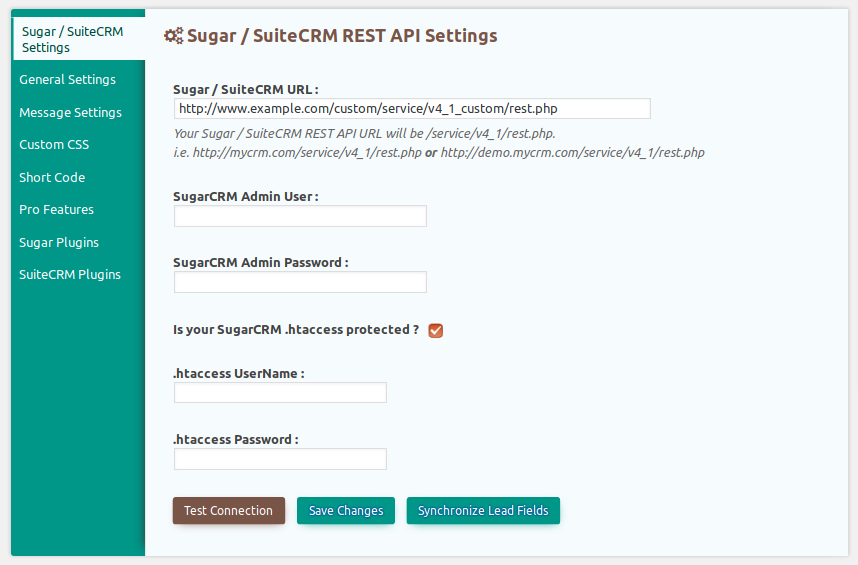 Sugar / SuiteCRM
Settings
General Settings
Message Settings
Custom CSS
Short Code
Pro Features
Sugar Plugins
SuiteCRM Plugins
Sugar / SuiteCRM REST API Settings
Sugar / SuiteCRM URL :
http://www.example.com/custom/service/v4_1_custom/rest.php
Your Sugar / SuiteCRM REST API URL will be /service/v4_1/rest.php.
i.e. http://mycrm.com/service/v4_1/rest.php or http://demo.mycrm.com/service/v4_1/rest.php
SugarCRM Admin User :
SugarCRM Admin Password :
Is your SugarCRM .htaccess protected ?
.htaccess UserName :
.htaccess Password :
Test Connection
Save Changes
Synchronize Lead Fields